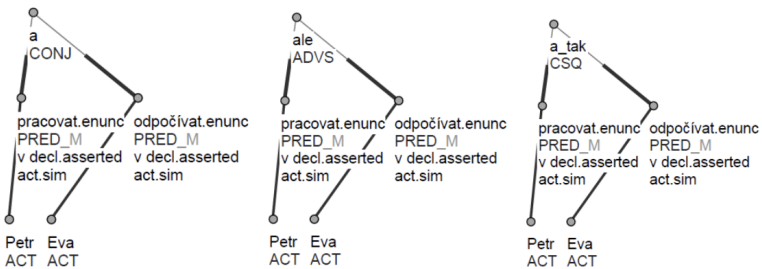 a
CONJ
pracovat.enunc odpočívat.enunc
PRED_M PRED_M
v decl.asserted v decl.asserted
act.sim act.sim
Petr Eva
ACT ACT
ale
ADVS
pracovat.enunc odpočívat.enunc
PRED_M PRED_M
v decl.asserted v decl.asserted
act.sim act.sim
Petr Eva
ACT ACT
a_tak
CSQ
pracovat.enunc odpočívat.enunc
PRED_M PRED_M
v decl.asserted v decl.asserted
act.sim act.sim
Petr Eva
ACT ACT